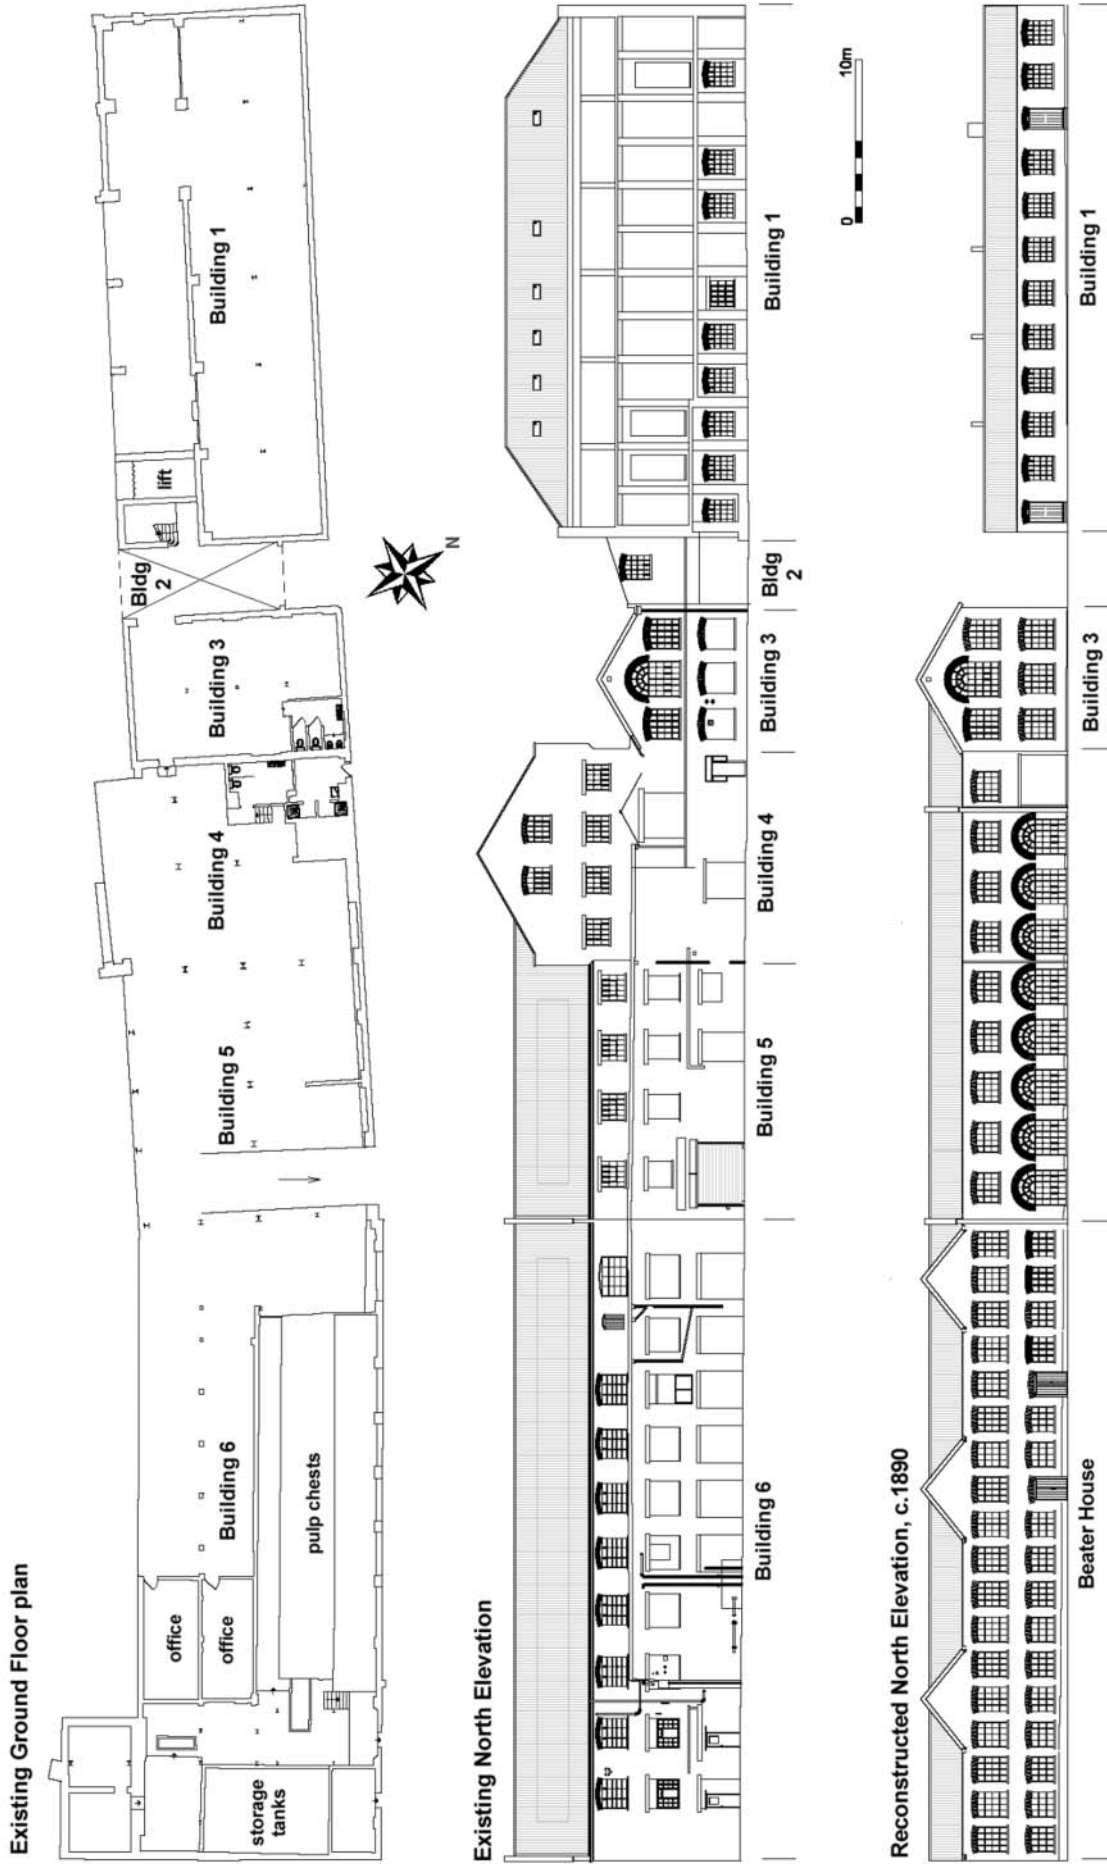 Existing Ground Floor plan
storage
tanks
office
office
pulp chests
Building 6
Building 5
Building 4
Building 3
Bldg
2
lift
Building 1
N
Existing North Elevation
Building 6
Building 5
Building 4
Building 3
Bldg
2
Building 1
0
10m
Reconstructed North Elevation, c.1890
Beater House
Building 3
Building 1